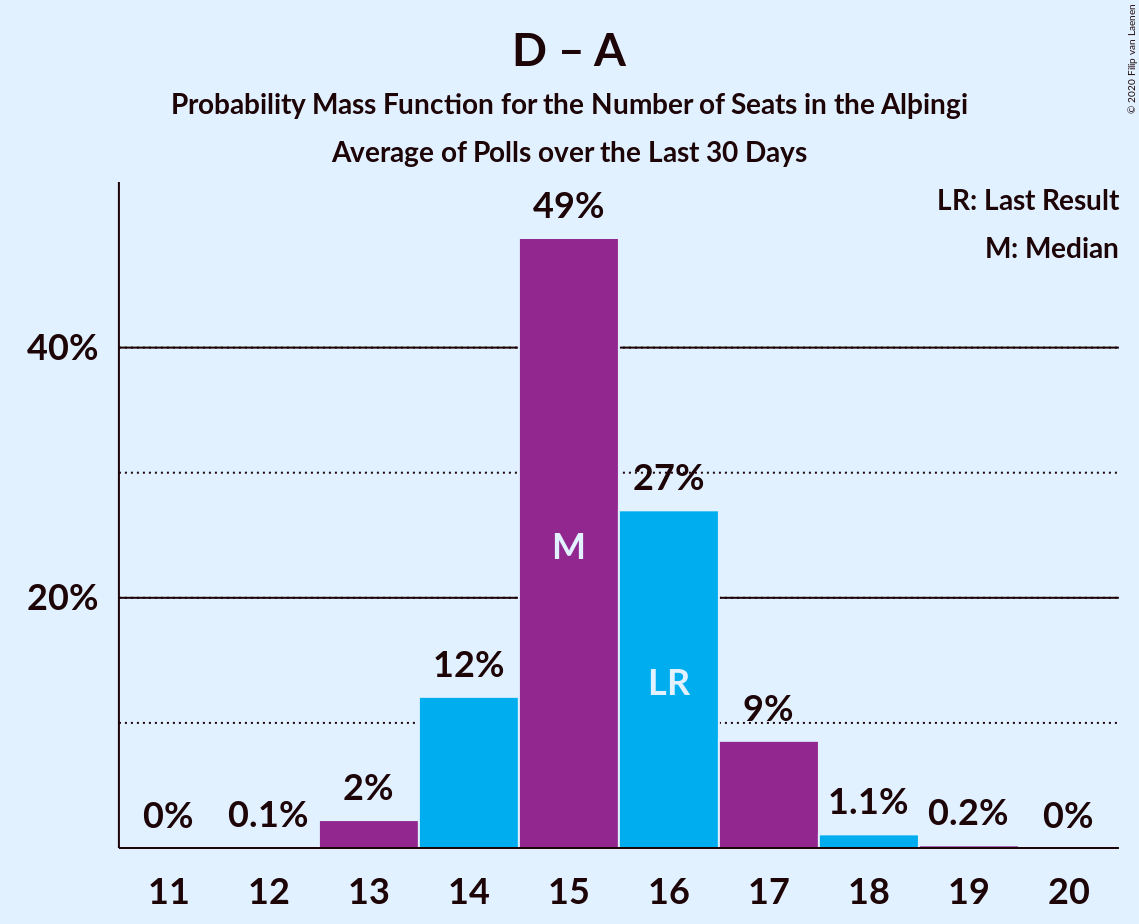 D – A
Probability Mass Function for the Number of Seats in the Alþingi
Average of Polls over the Last 30 Days
© 2020 Filip van Laenen
LR: Last Result
M: Median
40%
20%
0%
0.1%
2%
12%
49%
27%
9%
1.1%
0.2%
0%
M
LR
11 12 13 14 15 16 17 18 19 20